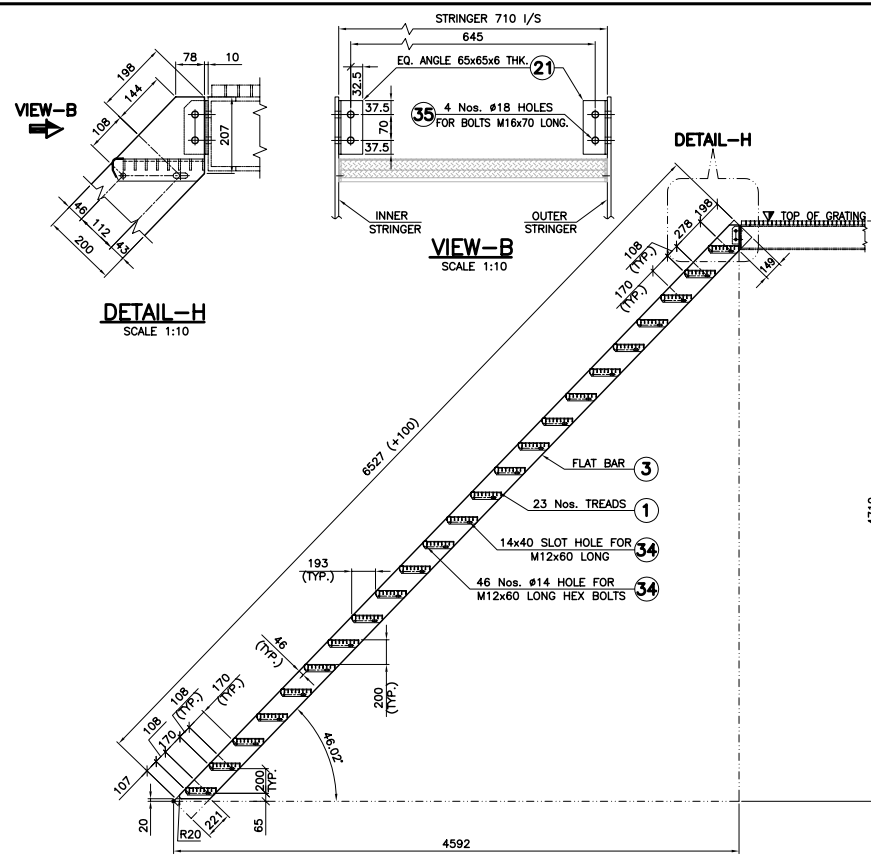 STRINGER 710 I/S
645
EQ. ANGLE 65x65x6 THK. 21
32.5
37.5
70
37.5
35 4 Nos. ø18 HOLES
FOR BOLTS M16x70 LONG.
INNER
STRINGER
OUTER
STRINGER
VIEW-B
SCALE 1:10
78 10
198
144
108
VIEW-B
207
46
112
43
200
DETAIL-H
SCALE 1:10
DETAIL-H
TOP OF GRATING
198
278
108
(TYP.)
170
(TYP.)
149
6527 (+100)
FLAT BAR 3
23 Nos. TREADS 1
14x40 SLOT HOLE FOR 34
M12x60 LONG
46 Nos. ø14 HOLE FOR 34
M12x60 LONG HEX BOLTS
193
(TYP.)
46
(TYP.)
200
(TYP.)
170
(TYP.)
108
(TYP.)
108
170
107
46.02°
200
TYP.
20
R20
221
65
4592